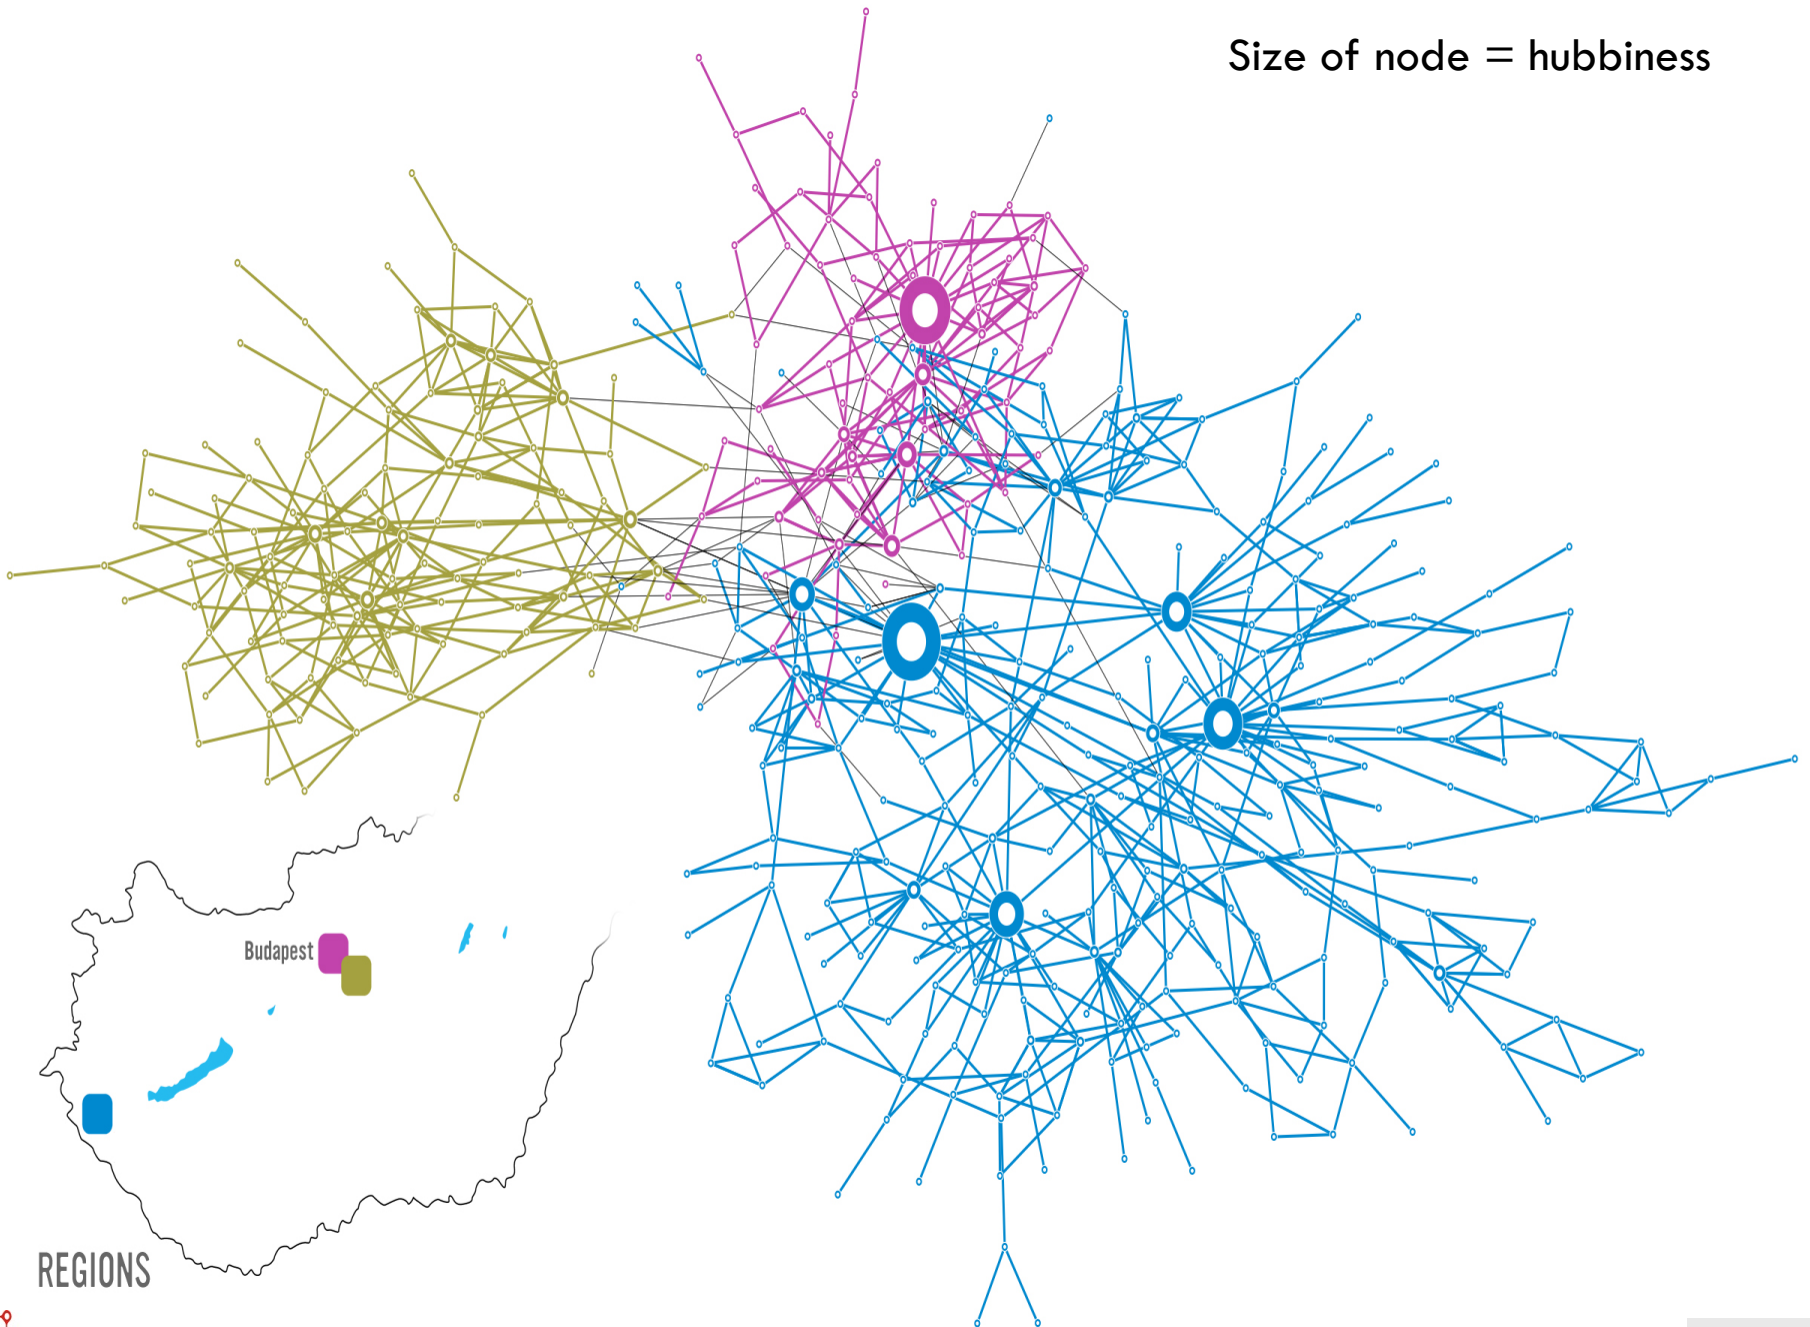 Size of node = hubbiness
Budapest
REGIONS